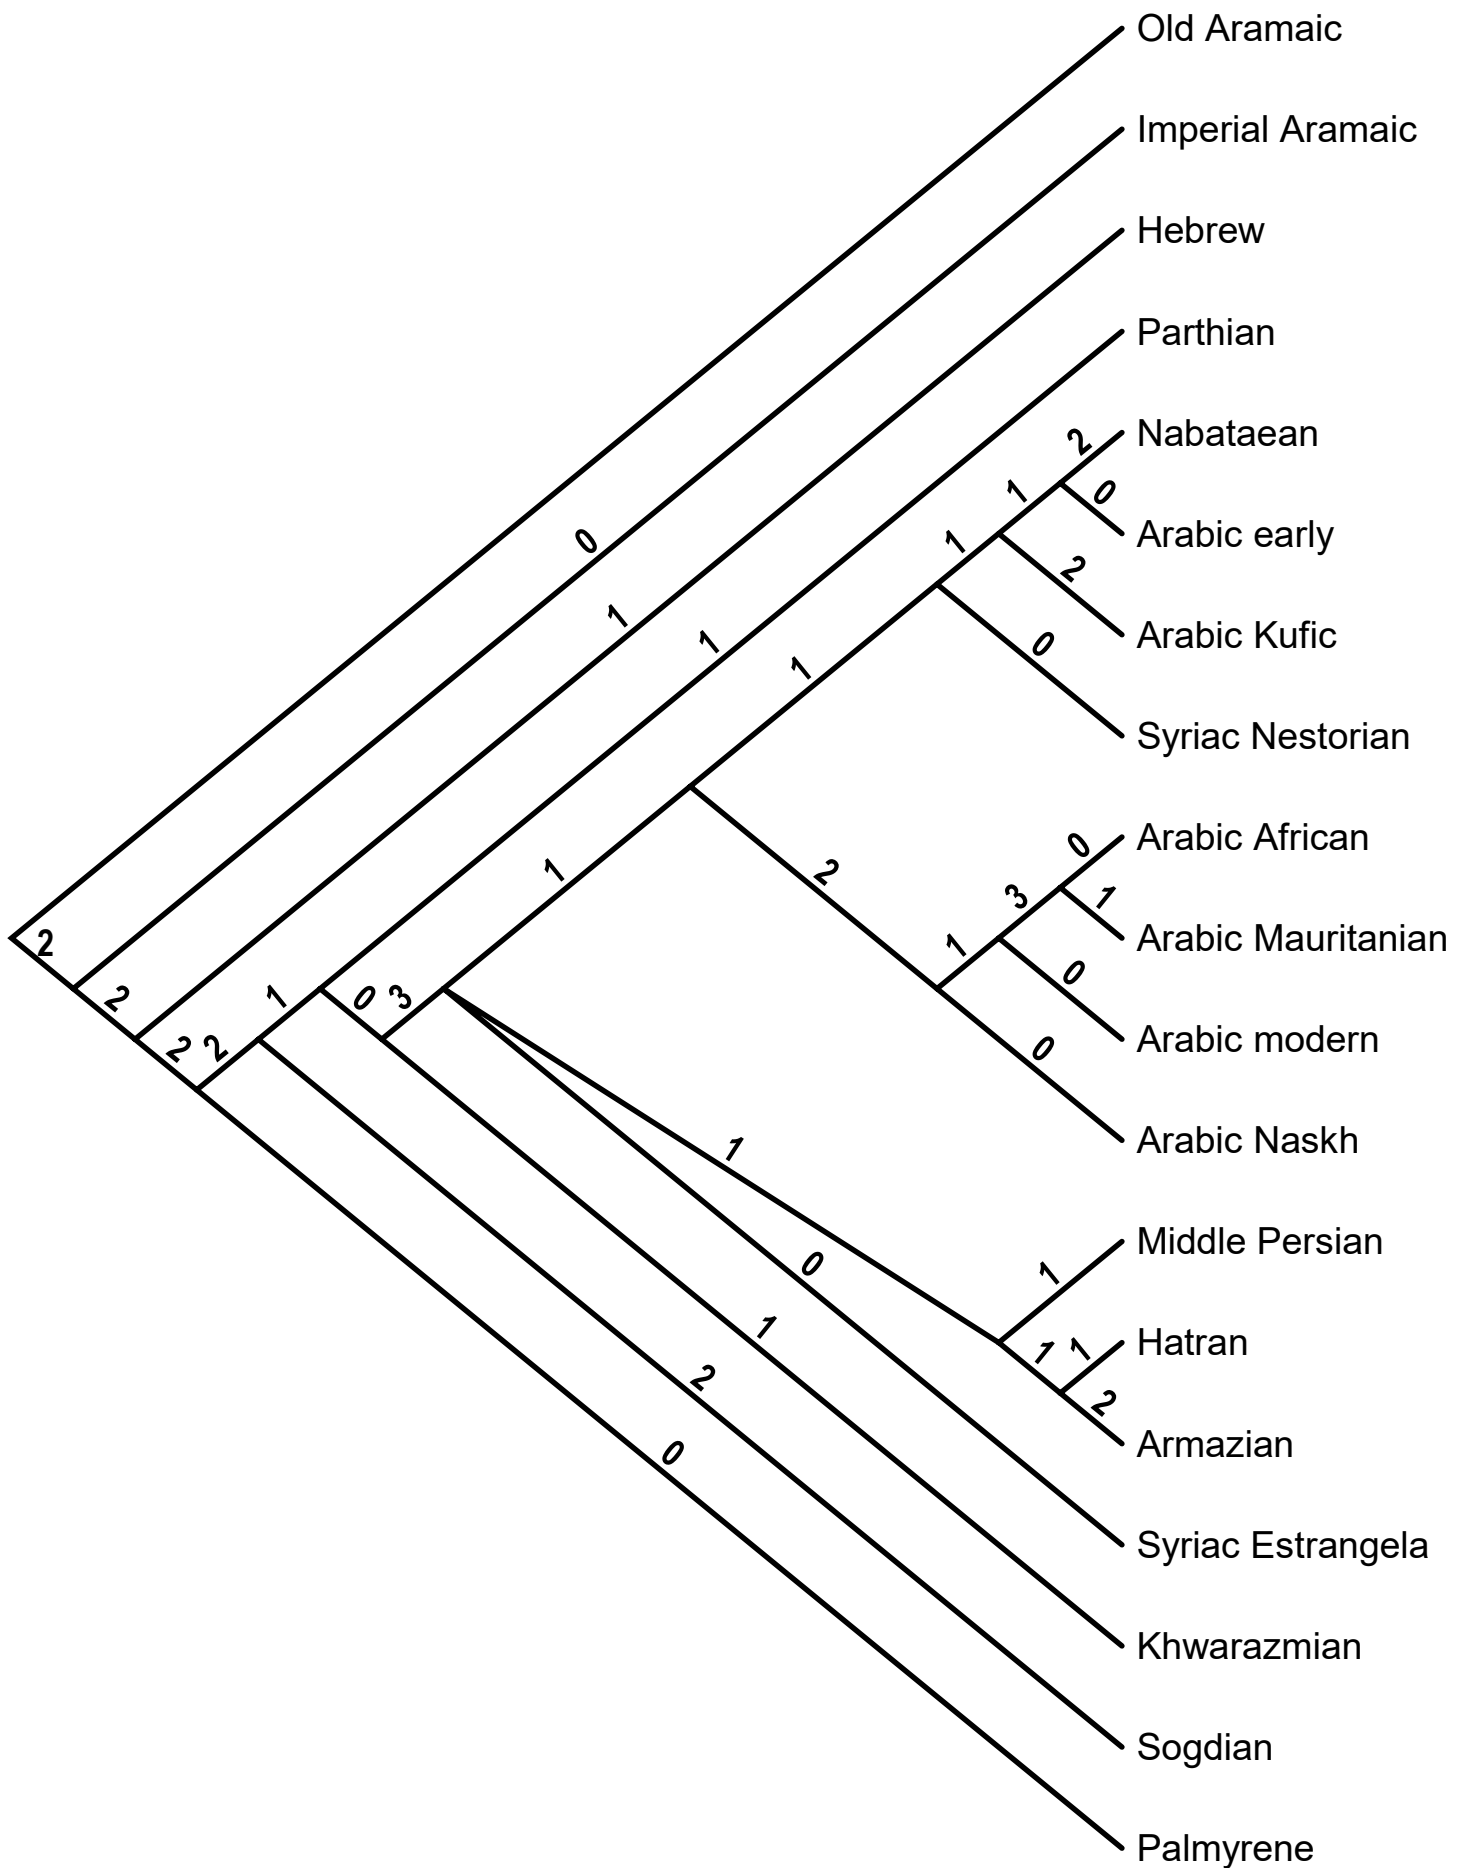 Old Aramaic
Imperial Aramaic
Hebrew
Parthian
2 Nabataean
1 0
Arabic early
0 1 2
1 Arabic Kufic
1 0
1
Syriac Nestorian
0 Arabic African
1 2
3 1
2 1 Arabic Mauritanian
0
2 1 0 3
2 2 Arabic modern
0
Arabic Naskh
1
Middle Persian
0 1
1 1 1 Hatran
2 2
Armazian
0
Syriac Estrangela
Khwarazmian
Sogdian
Palmyrene